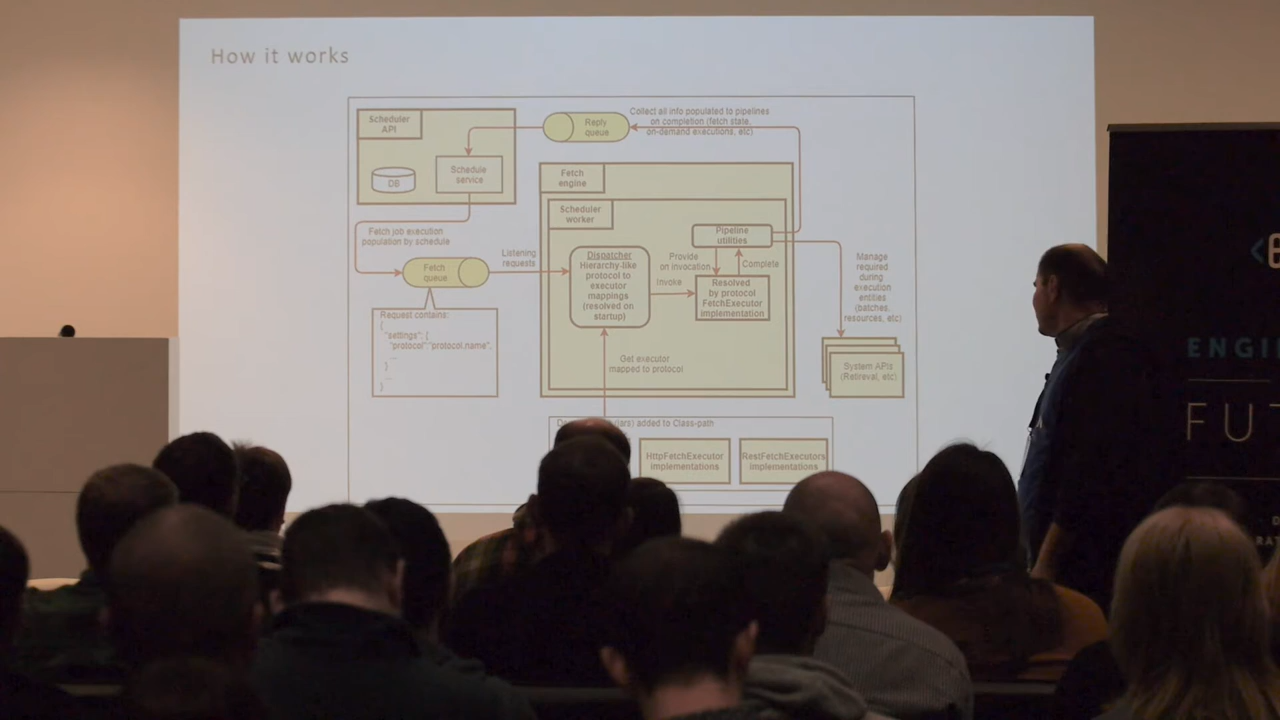 How it works
Scheduler
API
DB
Schedule
service
Reply
queue
Collect all info populated to pipelines
on completion (fetch state,
on-demand executions, etc)
Fetch job execution
population by schedule
Fetch
queue
Listening
requests
Request contains:
{
"settings": {
"protocol":"protocol.name",
...
}
...
}
Fetch
engine
Scheduler
worker
Dispatcher
Hierarchy-like
protocol to
executor
mappings
(resolved on
startup)
Invoke
Pipeline
utilities
Provide
on invocation
Complete
Resolved
by protocol
FetchExecutor
implementation
Get executor
mapped to protocol
Manage
required
during
execution
entities
(batches,
resources, etc)
System APIs
(Retireval, etc)
jars) added to Class-path
HttpFetchExecutor
implementations
RestFetchExecutors
implementations
<e
ENGI
FUT